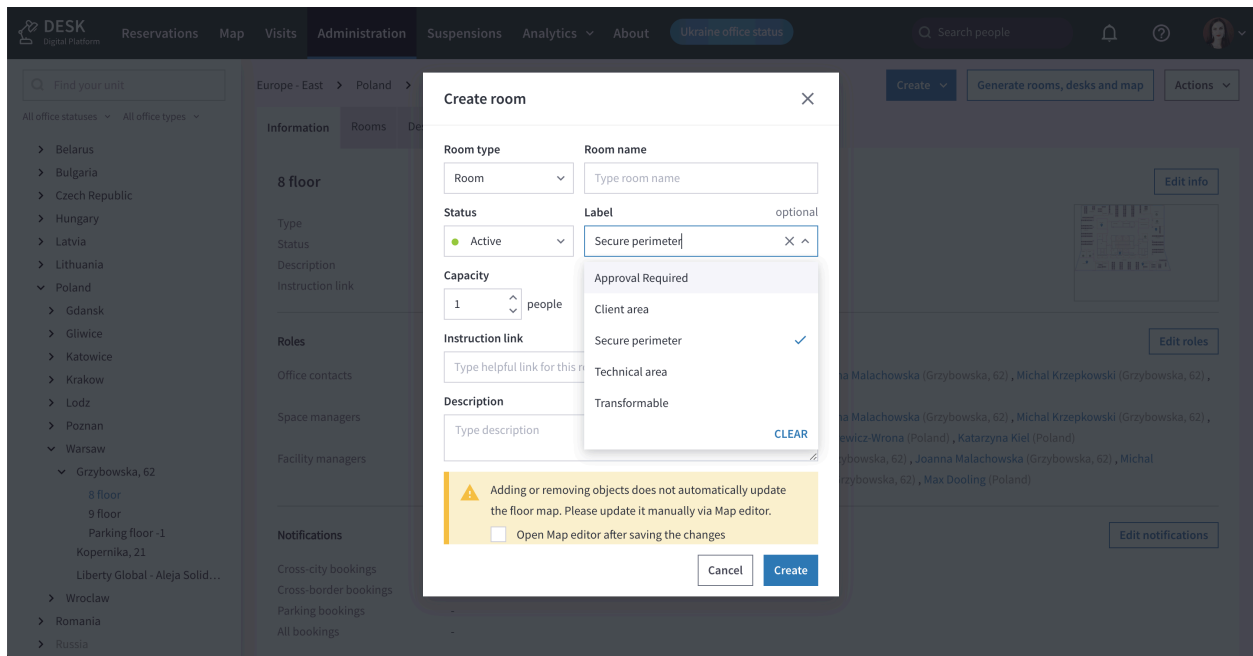 DESK
Digital Platform
Reservations Map Visits Administration Suspensions Analytics About Ukraine office status Search people
Find your unit
All office statuses All office types
Belarus
Bulgaria
Czech Republic
Hungary
Latvia
Lithuania
Poland
Gdansk
Gliwice
Katowice
Krakow
Lodz
Poznan
Warsaw
Grzybowska, 62
8 floor
9 floor
Parking floor -1
Kopernika, 21
Liberty Global - Aleja Solid...
Wroclaw
Romania
Russia
Europe - East > Poland >
Create Generate rooms, desks and map Actions
Information Rooms
8 floor Edit info
Type
Status
Description
Instruction link
Roles Edit roles
Office contacts
Malachowska (Grzybowska, 62) , Michal Krzepkowski (Grzybowska, 62) ,
Space managers
Malachowska (Grzybowska, 62) , Michal Krzepkowski (Grzybowska, 62) ,
(Poland) , Katarzyna Kiel (Poland)
Facility managers
62) , Joanna Malachowska (Grzybowska, 62) , Michal
62) , Max Dooling (Poland)
Notifications Edit notifications
Cross-city bookings
Cross-border bookings
Parking bookings -
All bookings -
Create room
Room type Room name
Room Type room name
Status Label optional
Active Secure perimeter
Capacity
1 people
Instruction link
Type helpful link for this
Description
Type description
Approval Required
Client area
Secure perimeter
Technical area
Transformable
CLEAR
Adding or removing objects does not automatically update
the floor map. Please update it manually via Map editor.
Open Map editor after saving the changes
Cancel Create